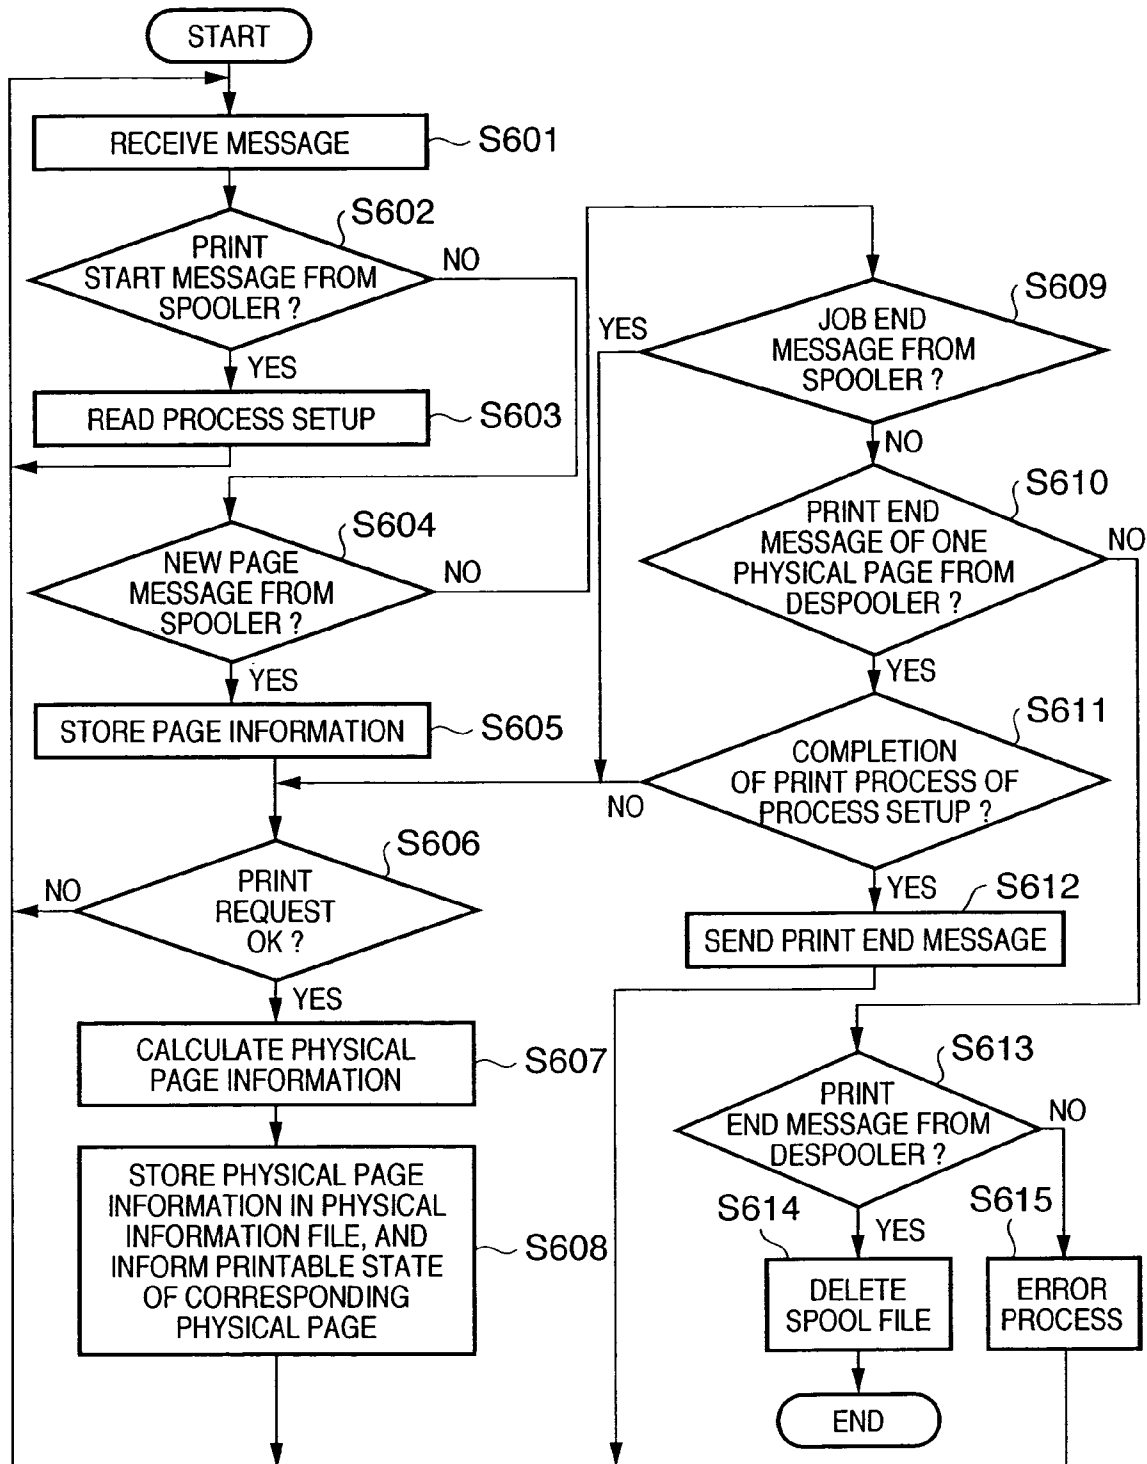 START
RECEIVE MESSAGE
S601
S602
PRINT
START MESSAGE FROM
SPOOLER ?
NO
YES
READ PROCESS SETUP
S603
S604
NEW PAGE
MESSAGE FROM
SPOOLER ?
NO
YES
STORE PAGE INFORMATION
S605
S606
PRINT
REQUEST
OK ?
NO
YES
CALCULATE PHYSICAL
PAGE INFORMATION
S607
STORE PHYSICAL PAGE
INFORMATION IN PHYSICAL
INFORMATION FILE, AND
INFORM PRINTABLE STATE
OF CORRESPONDING
PHYSICAL PAGE
S608
S609
JOB END
MESSAGE FROM
SPOOLER ?
YES
NO
S610
PRINT END
MESSAGE OF ONE
PHYSICAL PAGE FROM
DESPOOLER ?
NO
YES
S611
COMPLETION
OF PRINT PROCESS OF
PROCESS SETUP ?
NO
YES
S612
SEND PRINT END MESSAGE
S613
PRINT
END MESSAGE FROM
DESPOOLER ?
NO
YES
S614
DELETE
SPOOL FILE
S615
ERROR
PROCESS
END